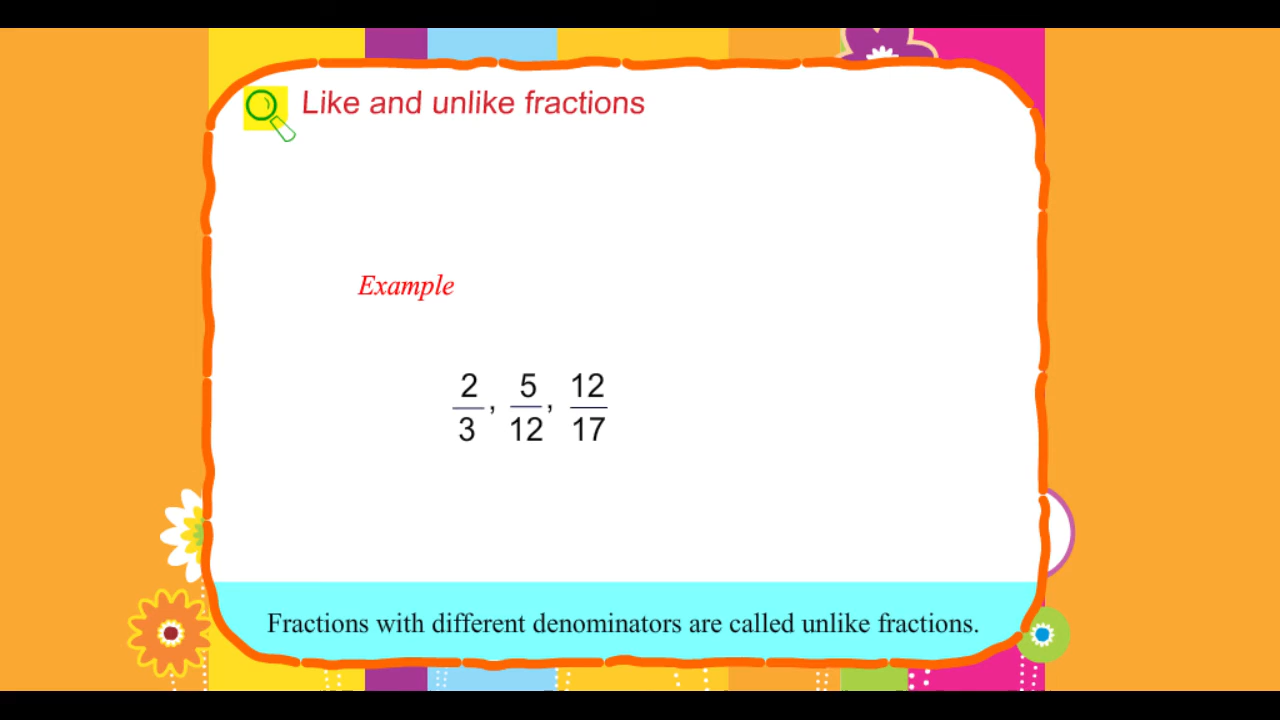 Like and unlike fractions
Example
2/3, 5/12, 12/17
Fractions with different denominators are called unlike fractions.